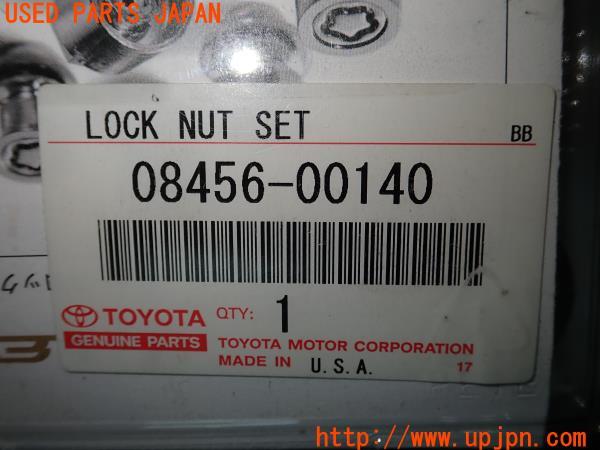 USED PARTS JAPAN
LOCK NUT SET
BB
08456-00140
TOYOTA
QTY: 1
GENUINE PARTS
TOYOTA MOTOR CORPORATION
MADE IN U.S.A.
17
http://www.upjpn.com/